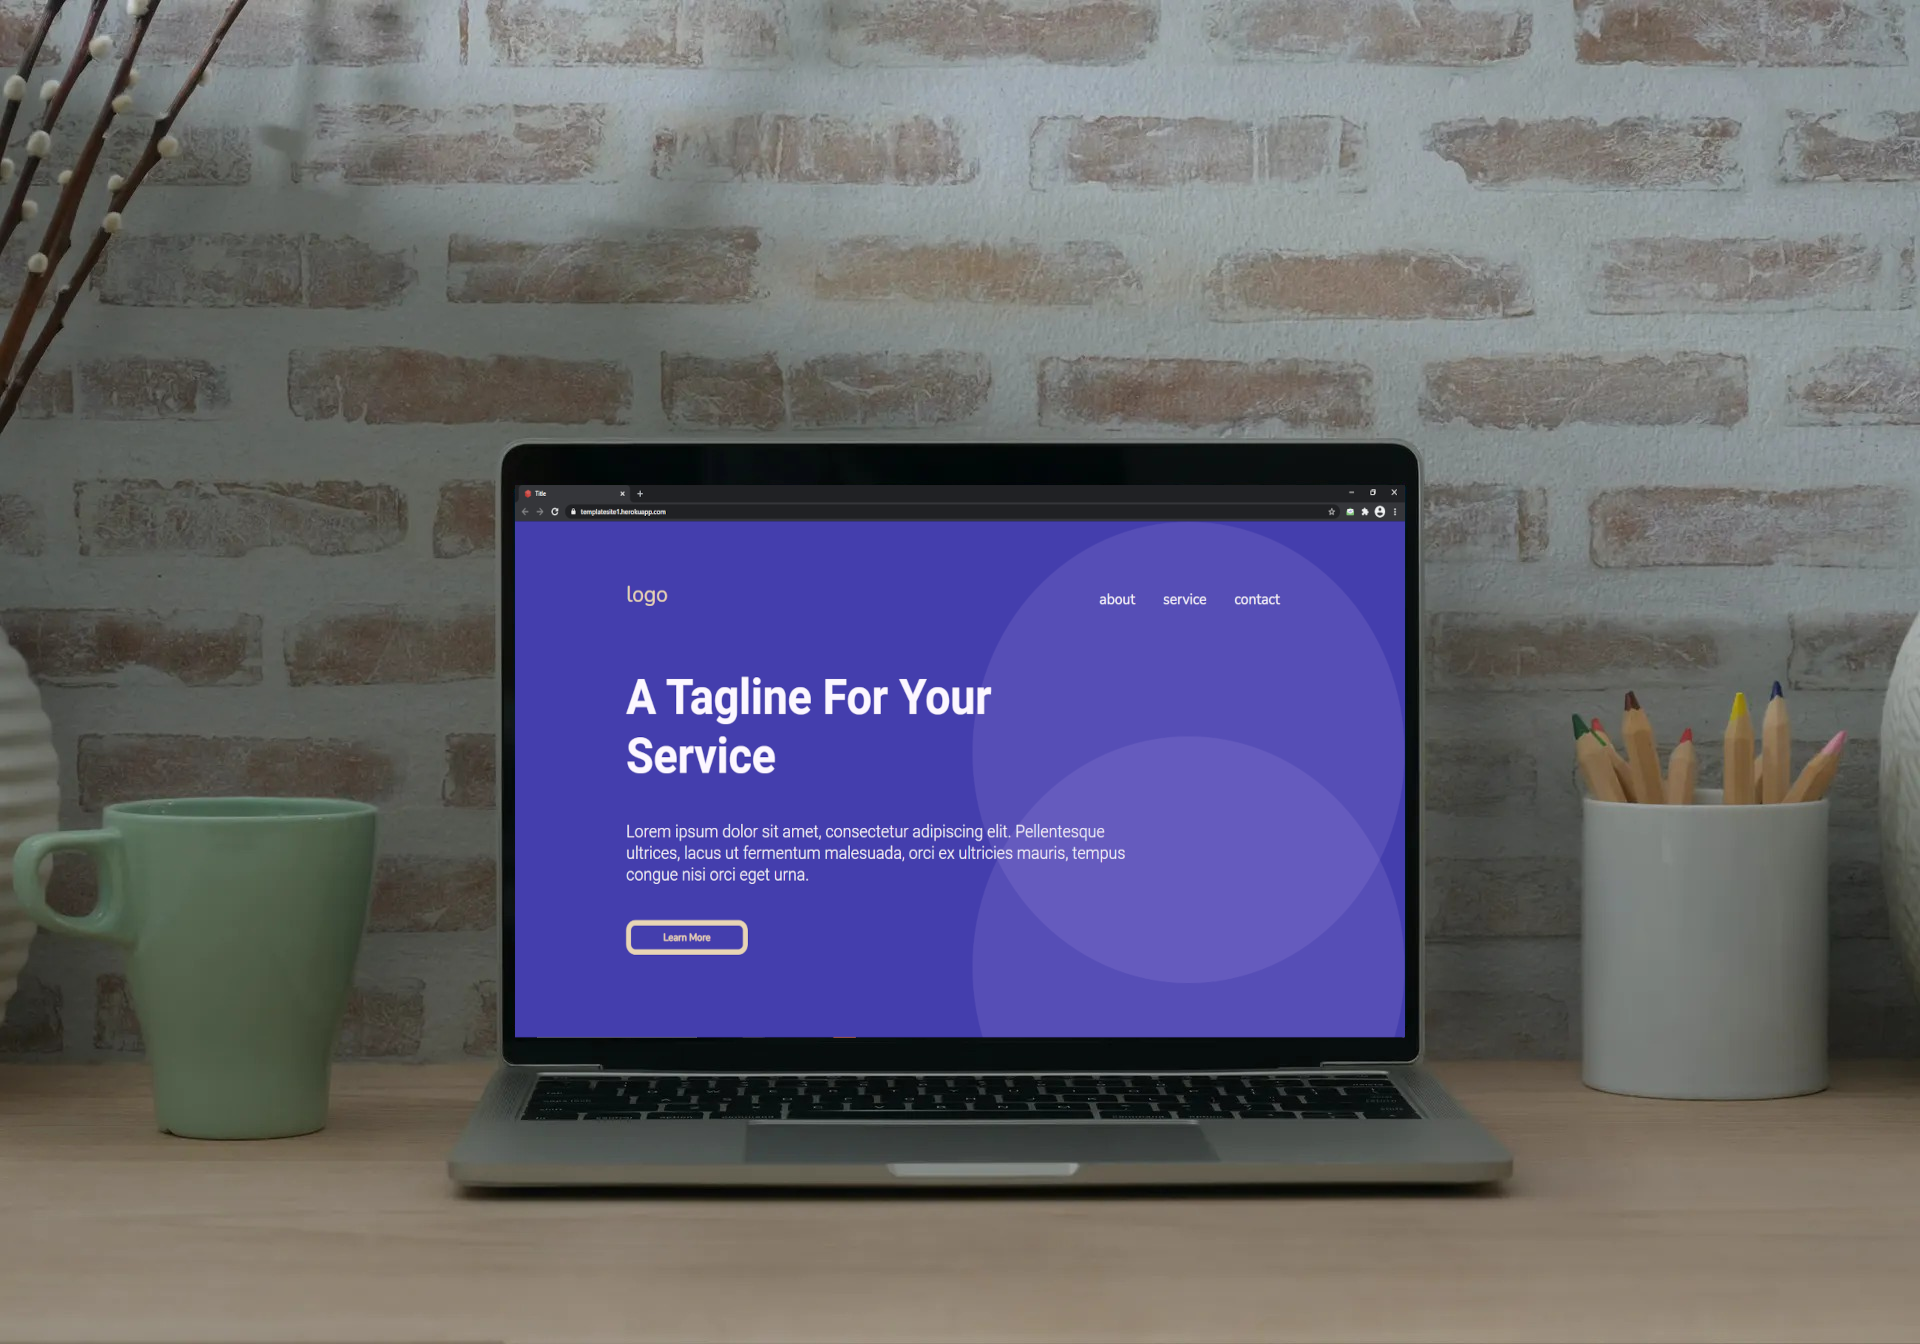 Title
templatesite1.herokuapp.com
logo
about service contact
A Tagline For Your
Service
Lorem ipsum dolor sit amet, consectetur adipiscing elit. Pellentesque
ultrices, lacus ut fermentum malesuada, orci ex ultricies mauris, tempus
congue nisi orci eget urna.
Learn More